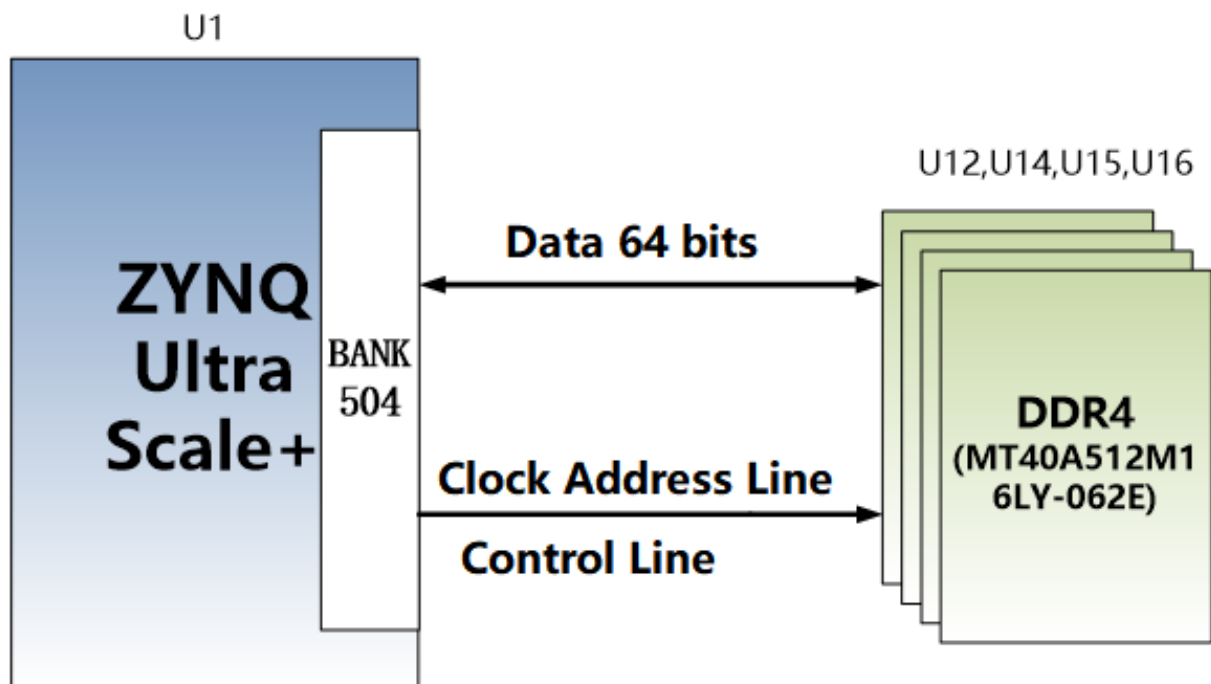 U1
ZYNQ
Ultra
Scale+
BANK
504
Data 64 bits
Clock Address Line
Control Line
U12,U14,U15,U16
DDR4
(MT40A512M1
6LY-062E)